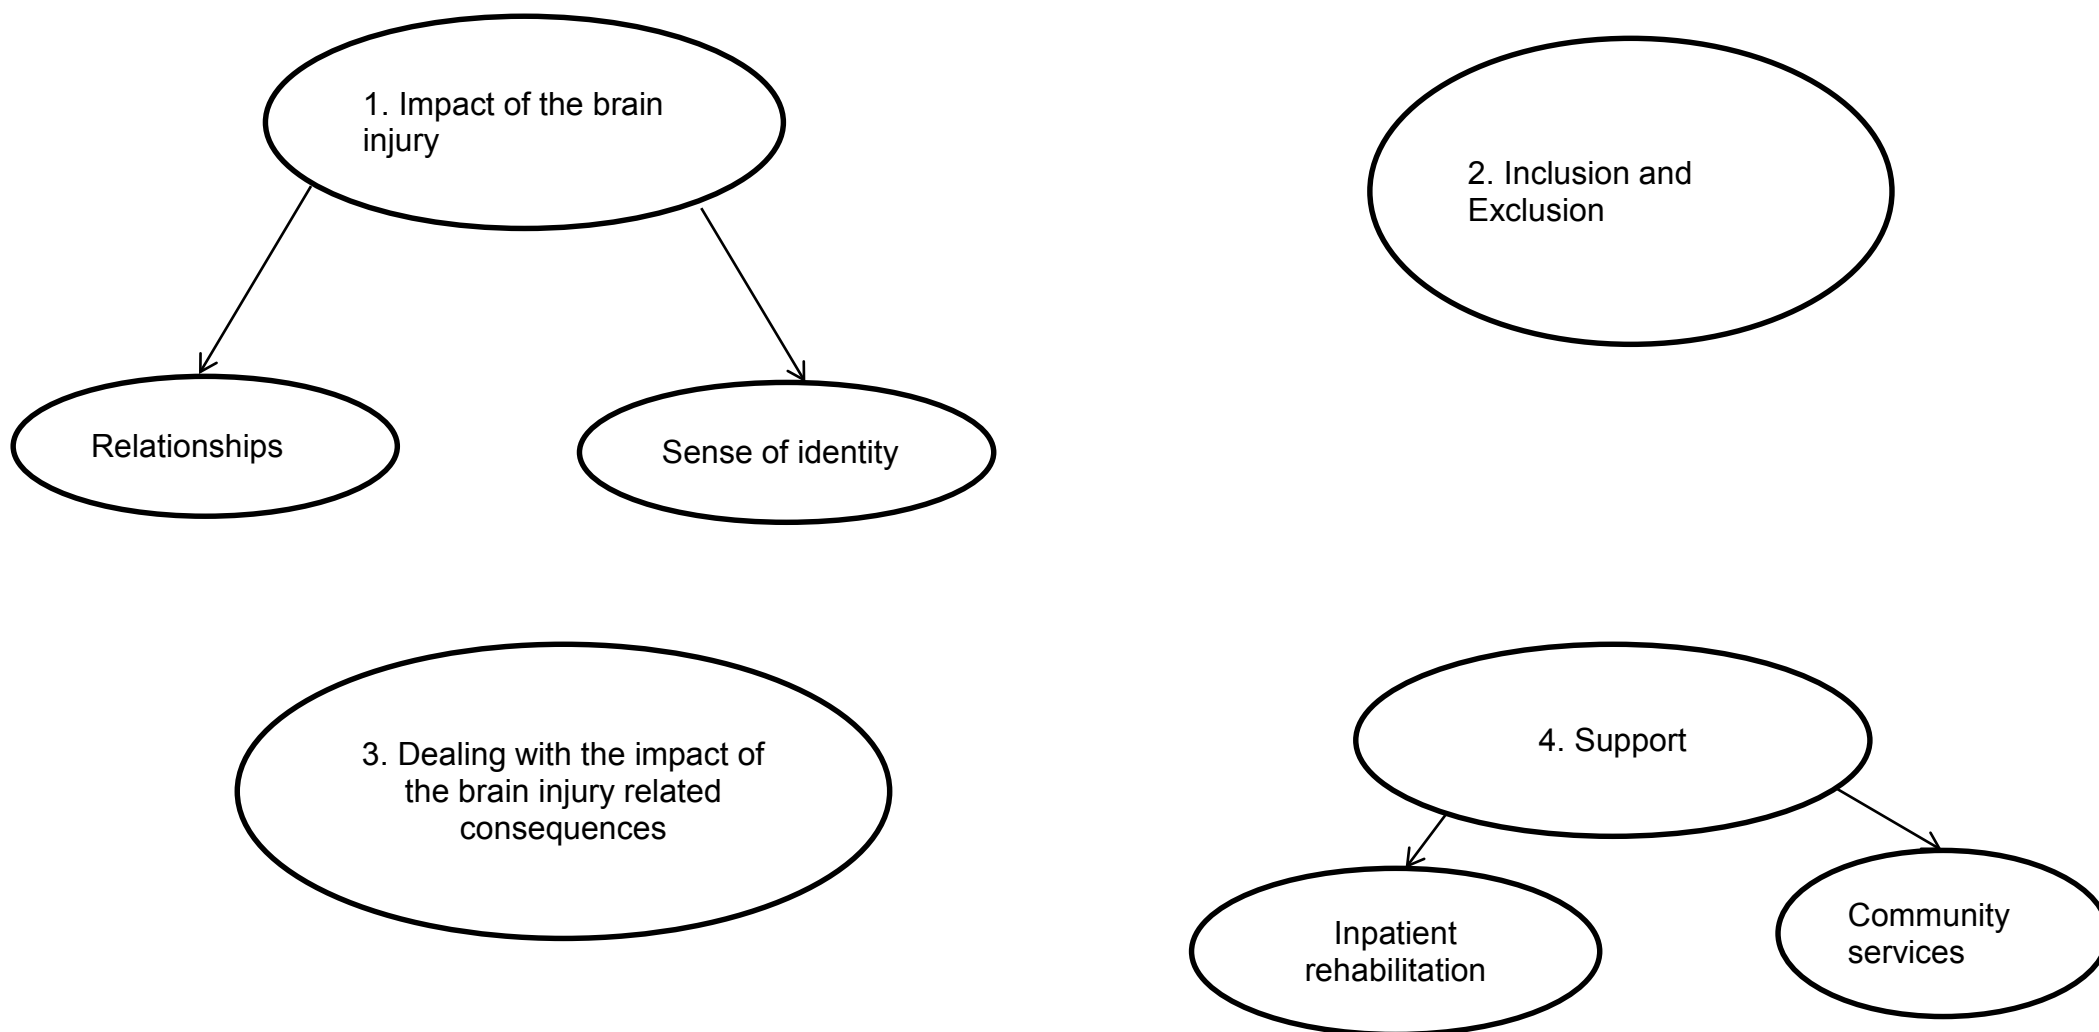 1. Impact of the brain
injury
2. Inclusion and
Exclusion
Relationships
Sense of identity
3. Dealing with the impact of
the brain injury related
consequences
4. Support
Inpatient
rehabilitation
Community
services